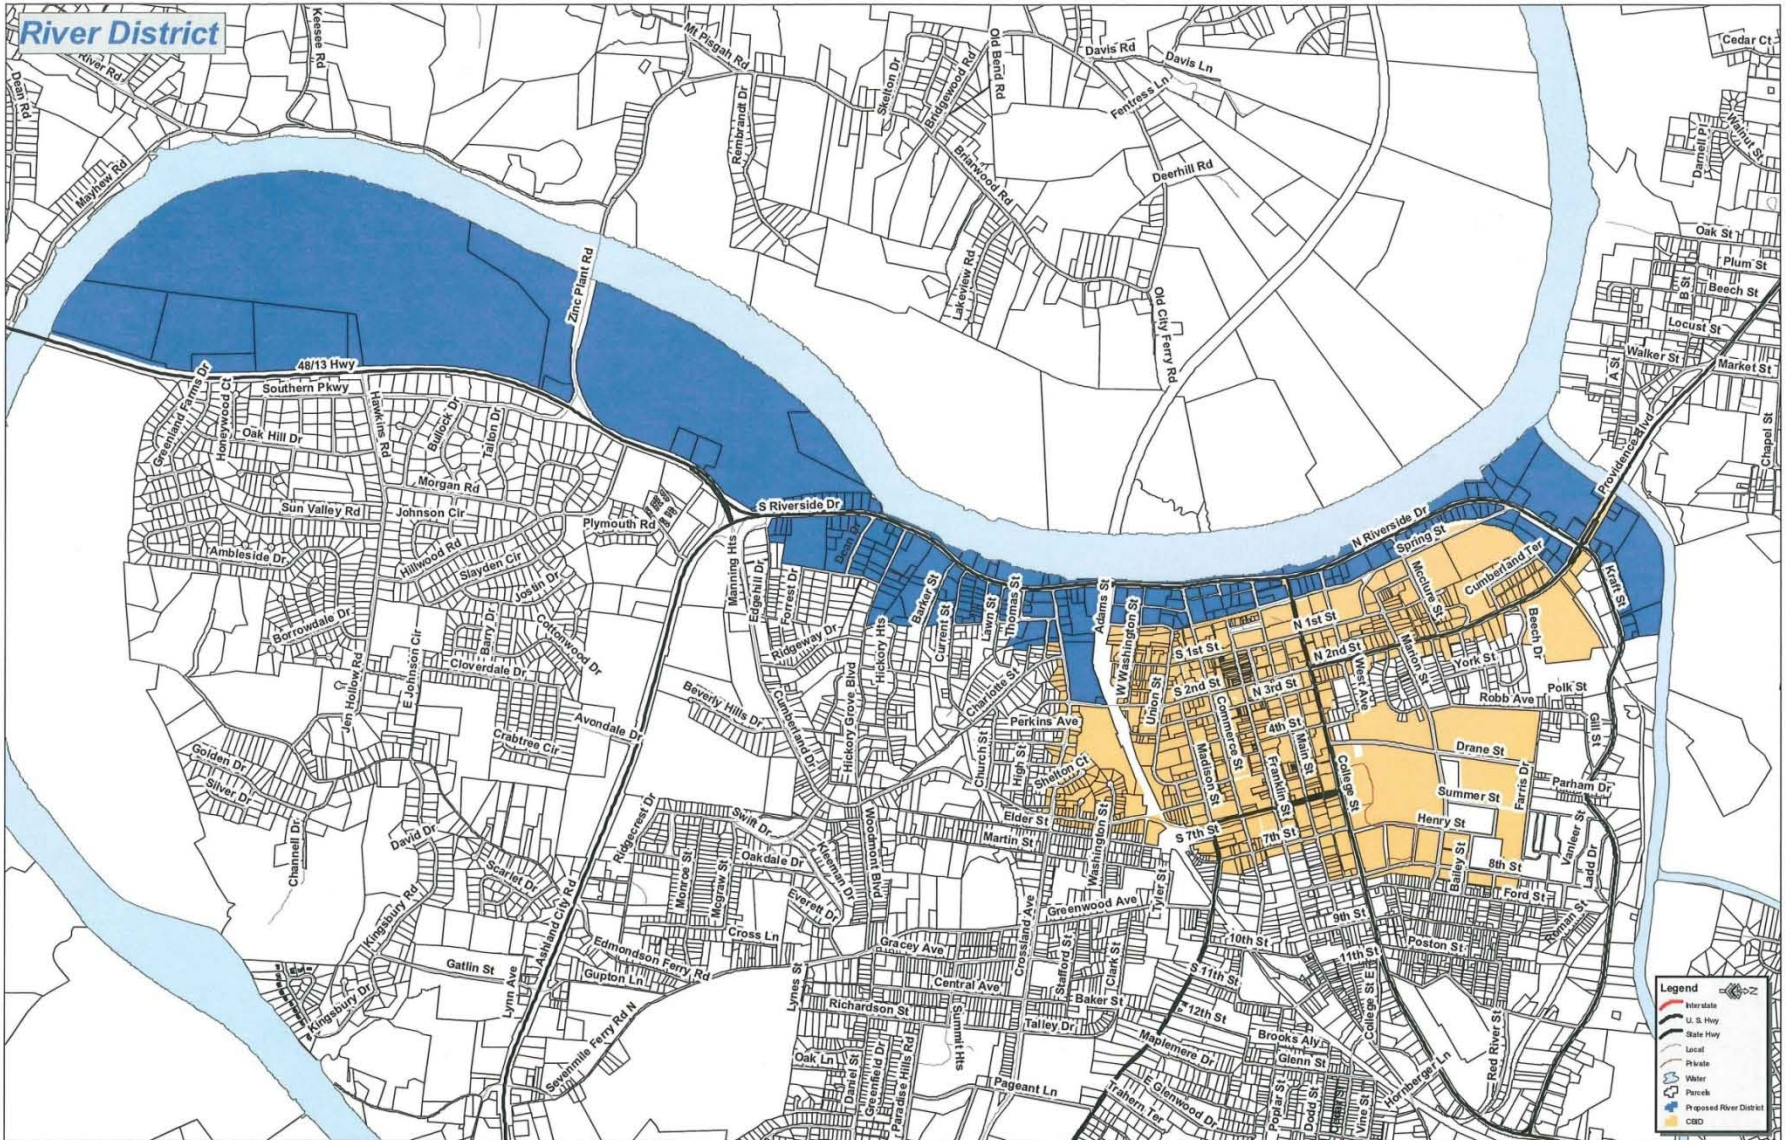 River District
River Rd
Keesee Rd
Dean Rd
Mayhew Rd
Mt Pisgah Rd
Rembrandt Dr
Skelton Dr
Bridgewood Rd
Old Bend Rd
Davis Rd
Davis Ln
Fentress Ln
Briarwood Rd
Deerhill Rd
Lakeview Rd
Old City Ferry Rd
Zinc Plant Rd
Cedar Ct
Walnut St
Darnell Pl
Oak St
Plum St
B St
Beech St
Locust St
Walker St
A St
Market St
Chapel St
Providence Blvd
48/13 Hwy
Southern Pkwy
Greenland Farms Dr
Honeywood Ct
Hawkins Rd
Bullock Dr
Talton Dr
Oak Hill Dr
Morgan Rd
Sun Valley Rd
Johnson Cir
Plymouth Rd
Ambleside Dr
Hillwood Rd
Slayden Cir
Jostin Dr
Borrowdale Dr
Barry Dr
Cottonwood Dr
E Johnson Cir
Cloverdale Dr
Jen Hollow Rd
Avondale Dr
Crabtree Cir
Golden Dr
Silver Dr
Channell Dr
David Dr
Scarlet Dr
Kingsbury Rd
Kingsbury Dr
Gatlin St
Lynn Ave
Ashland City Rd
Gupton Ln
Edmondson Ferry Rd
Sevenmile Ferry Rd N
S Riverside Dr
Dean Dr
Manning Hts
Edgehill Dr
Forrest Dr
Ridgeway Dr
Beverly Hills Dr
Cumberland Dr
Hickory Grove Blvd
Hickory Hts
Barker St
Current St
Lawn St
Thomas St
Charlotte St
Adams St
W Washington St
Union St
S 1st St
N 1st St
S 2nd St
N 2nd St
N 3rd St
4th St
Commerce St
Madison St
Main St
Franklin St
College St
West Ave
Marion St
Mcclure St
Spring St
N Riverside Dr
Cumberland Ter
Kraft St
Beech Dr
York St
Robb Ave
Polk St
Gill St
Drane St
Farris Dr
Parham Dr
Summer St
Henry St
Vanleer St
Ladd Dr
8th St
Bailey St
Ford St
Roman St
Perkins Ave
Church St
High St
Shelton Ct
Elder St
Martin St
Washington St
S 7th St
7th St
Tyler St
Greenwood Ave
Ridgecrest Dr
Swift Dr
Oakdale Dr
Kleeman Dr
Woodmont Blvd
Monroe St
Mcgraw St
Everett Dr
Cross Ln
Gracey Ave
Crossland Ave
Stafford St
Clark St
Central Ave
Lynes St
Richardson St
Baker St
Talley Dr
Summit Hts
Oak Ln
Daniel St
Greenfield Dr
Paradise Hills Rd
Pageant Ln
9th St
10th St
11th St
S 11th St
12th St
Poston St
College St E
Brooks Aly
Glenn St
Maplemere Dr
E Glenwood Dr
Trahern Ter
Poplar St
Dodd St
Vine St
Hornberger Ln
Red River St
Legend
N
Interstate
U. S. Hwy
State Hwy
Local
Private
Water
Parcels
Proposed River District
CBID